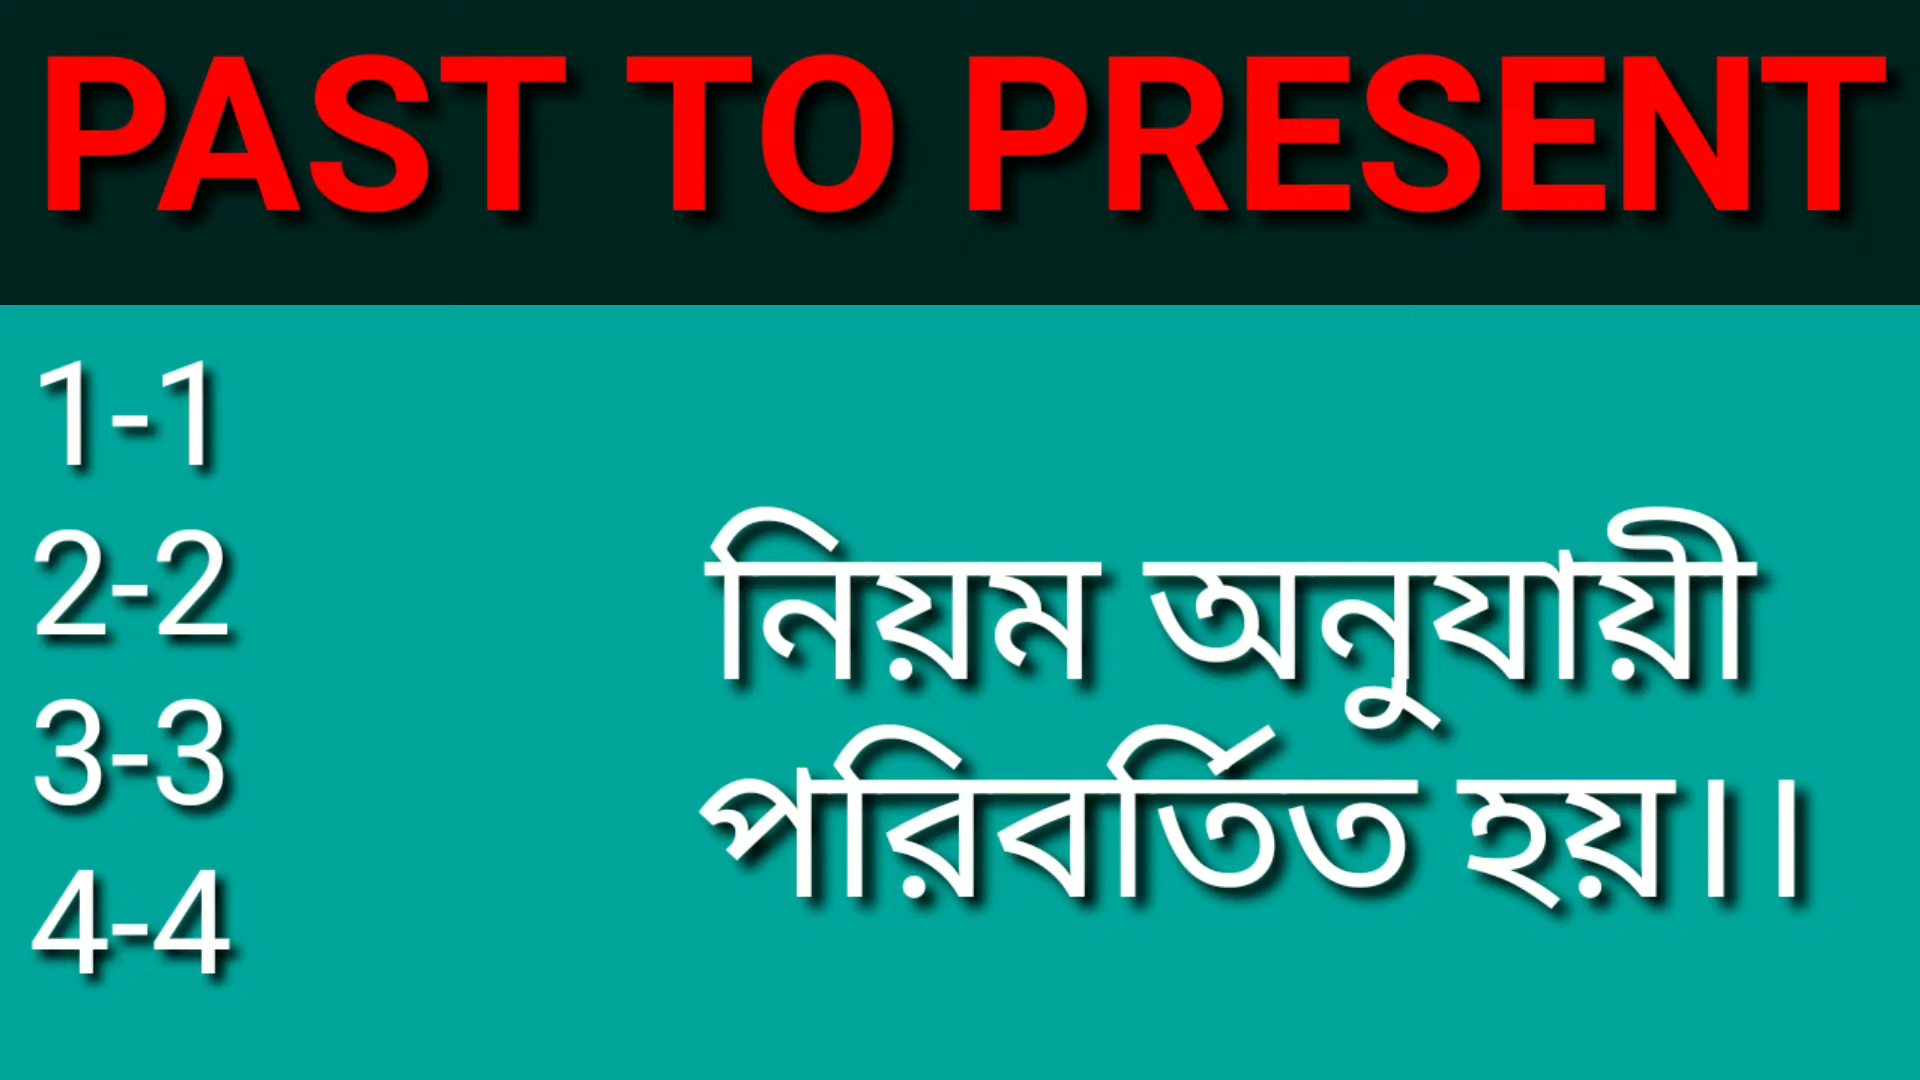 PAST TO PRESENT
1-1
2-2
3-3
4-4
নিয়ম অনুযায়ী
পরিবর্তিত হয়।।